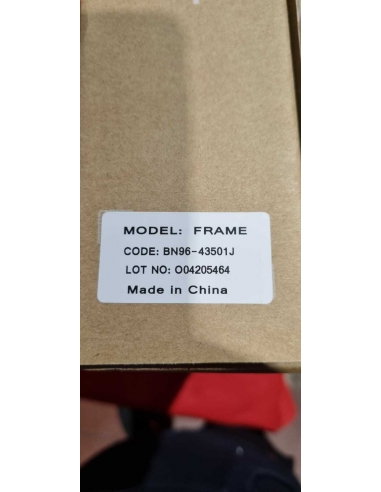 MODEL: FRAME
CODE: BN96-43501J
LOT NO: O04205464
Made in China